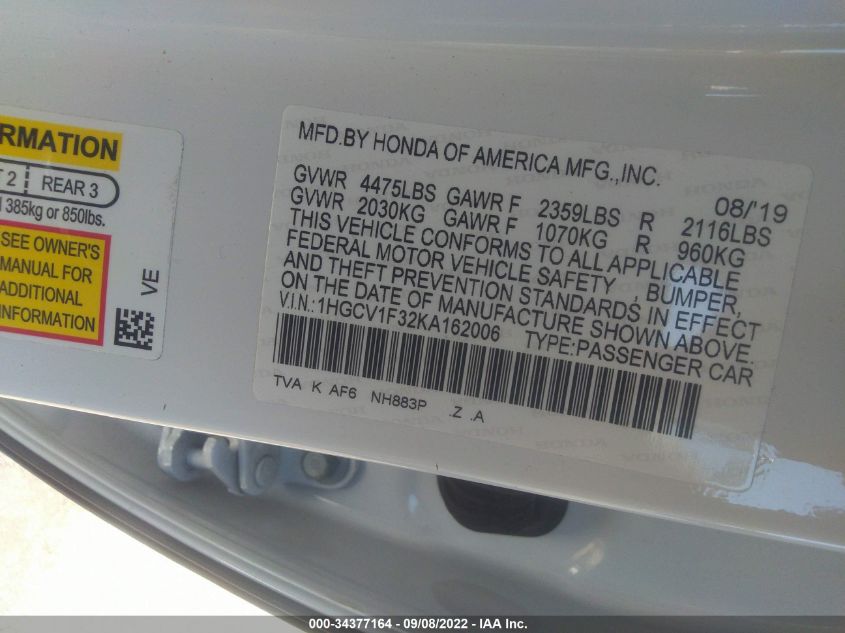 RMATION
T 2 REAR 3
385kg or 850lbs.
SEE OWNER'S
MANUAL FOR
ADDITIONAL
INFORMATION
VE
MFD.BY HONDA OF AMERICA MFG.,INC.
08/'19
GVWR 4475LBS GAWR F 2359LBS R 2116LBS
GVWR 2030KG GAWR F 1070KG R 960KG
THIS VEHICLE CONFORMS TO ALL APPLICABLE
FEDERAL MOTOR VEHICLE SAFETY , BUMPER,
AND THEFT PREVENTION STANDARDS IN EFFECT
ON THE DATE OF MANUFACTURE SHOWN ABOVE.
V.I.N.:1HGCV1F32KA162006 TYPE:PASSENGER CAR
TVA K AF6 NH883P .Z .A
000-34377164 - 09/08/2022 - IAA Inc.